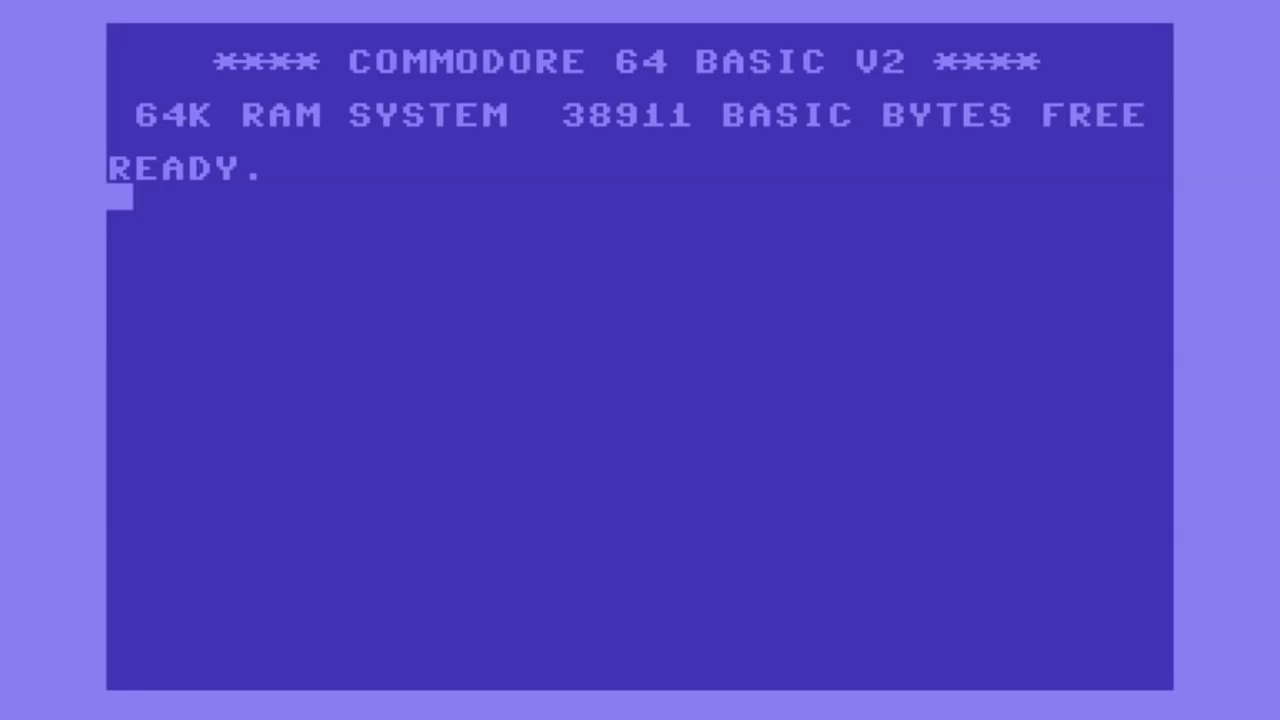 **** COMMODORE 64 BASIC V2 ****
64K RAM SYSTEM  38911 BASIC BYTES FREE
READY.